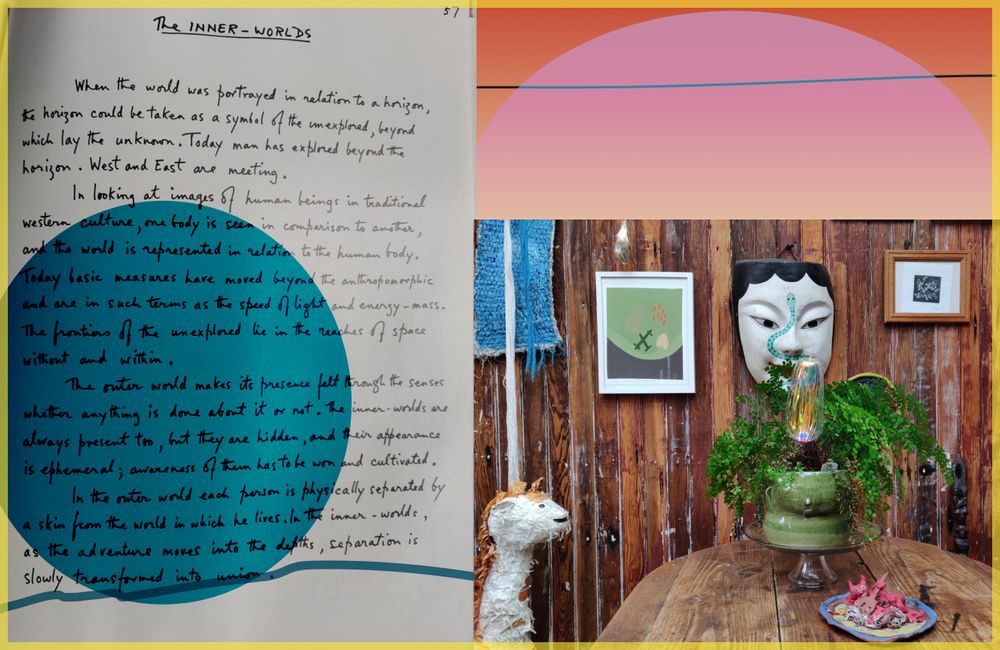 57
The INNER-WORLDS
When the world was portrayed in relation to a horizon,
the horizon could be taken as a symbol of the unexplored, beyond
which lay the unknown. Today man has explored beyond the
horizon. West and East are meeting.
In looking at images of human beings in traditional
western culture, one body is seen in comparison to another,
and the world is represented in relation to the human body.
Today basic measures have moved beyond the anthropomorphic
and are in such terms as the speed of light and energy-mass.
The frontiers of the unexplored lie in the reaches of space
without and within.
The outer world makes its presence felt through the senses
whether anything is done about it or not. The inner-worlds are
always present too, but they are hidden, and their appearance
is ephemeral; awareness of them has to be won and cultivated.
In the outer world each person is physically separated by
a skin from the world in which he lives. In the inner-worlds,
as the adventure moves into the depths, separation is
slowly transformed into union.